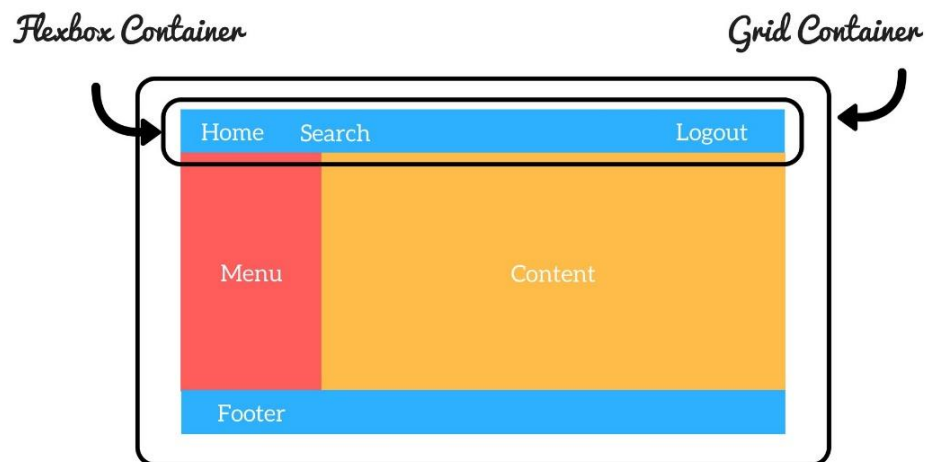 Flexbox Container
Grid Container
Home Search Logout
Menu Content
Footer